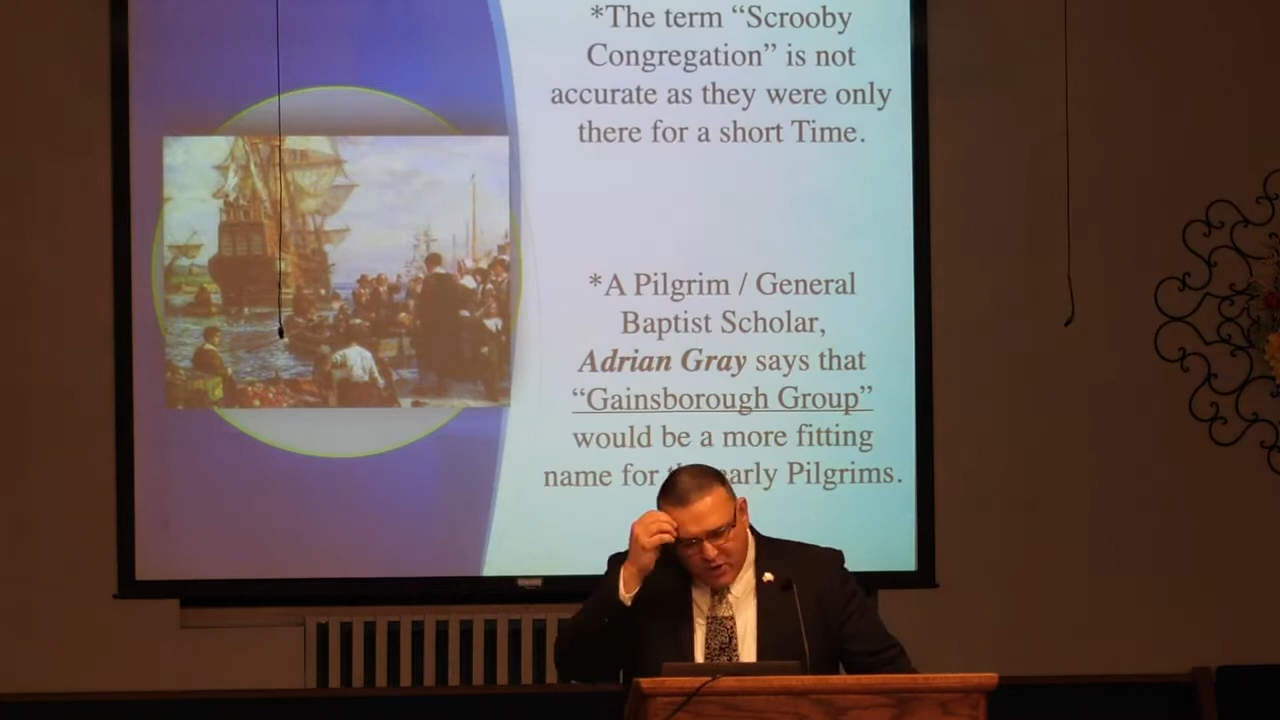 *The term “Scrooby
Congregation” is not
accurate as they were only
there for a short Time.
*A Pilgrim / General
Baptist Scholar,
Adrian Gray says that
“Gainsborough Group”
would be a more fitting
name for early Pilgrims.